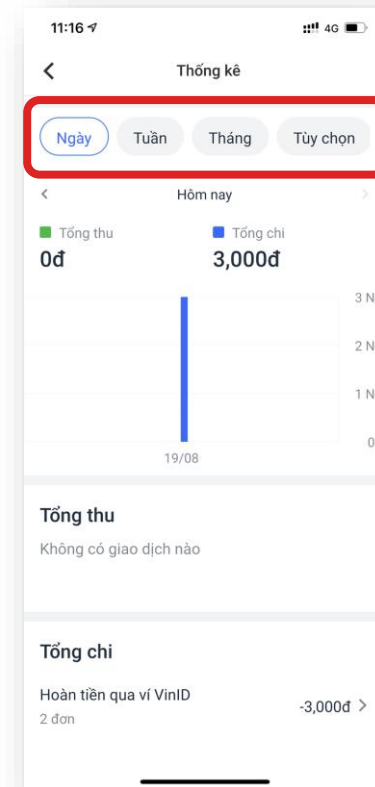 11:16 4G
Thống kê
Ngày Tuần Tháng Tùy chọn
Hôm nay
Tổng thu Tổng chi
0đ 3,000đ
3 N
2 N
1 N
0
19/08
Tổng thu
Không có giao dịch nào
Tổng chi
Hoàn tiền qua ví VinID
-3,000đ
2 đơn